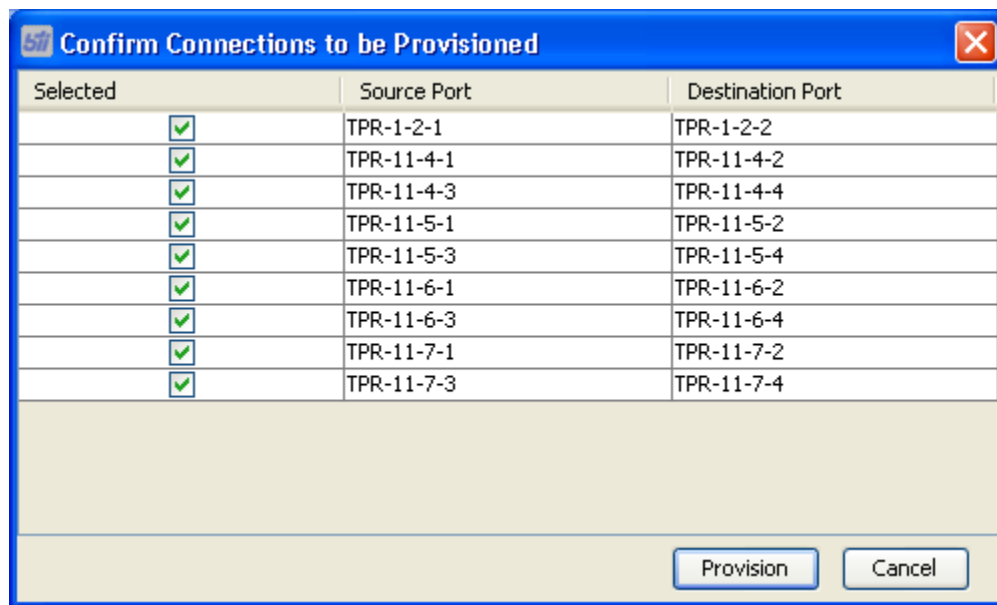 bti Confirm Connections to be Provisioned
Selected Source Port Destination Port
TPR-1-2-1 TPR-1-2-2
TPR-11-4-1 TPR-11-4-2
TPR-11-4-3 TPR-11-4-4
TPR-11-5-1 TPR-11-5-2
TPR-11-5-3 TPR-11-5-4
TPR-11-6-1 TPR-11-6-2
TPR-11-6-3 TPR-11-6-4
TPR-11-7-1 TPR-11-7-2
TPR-11-7-3 TPR-11-7-4
Provision Cancel